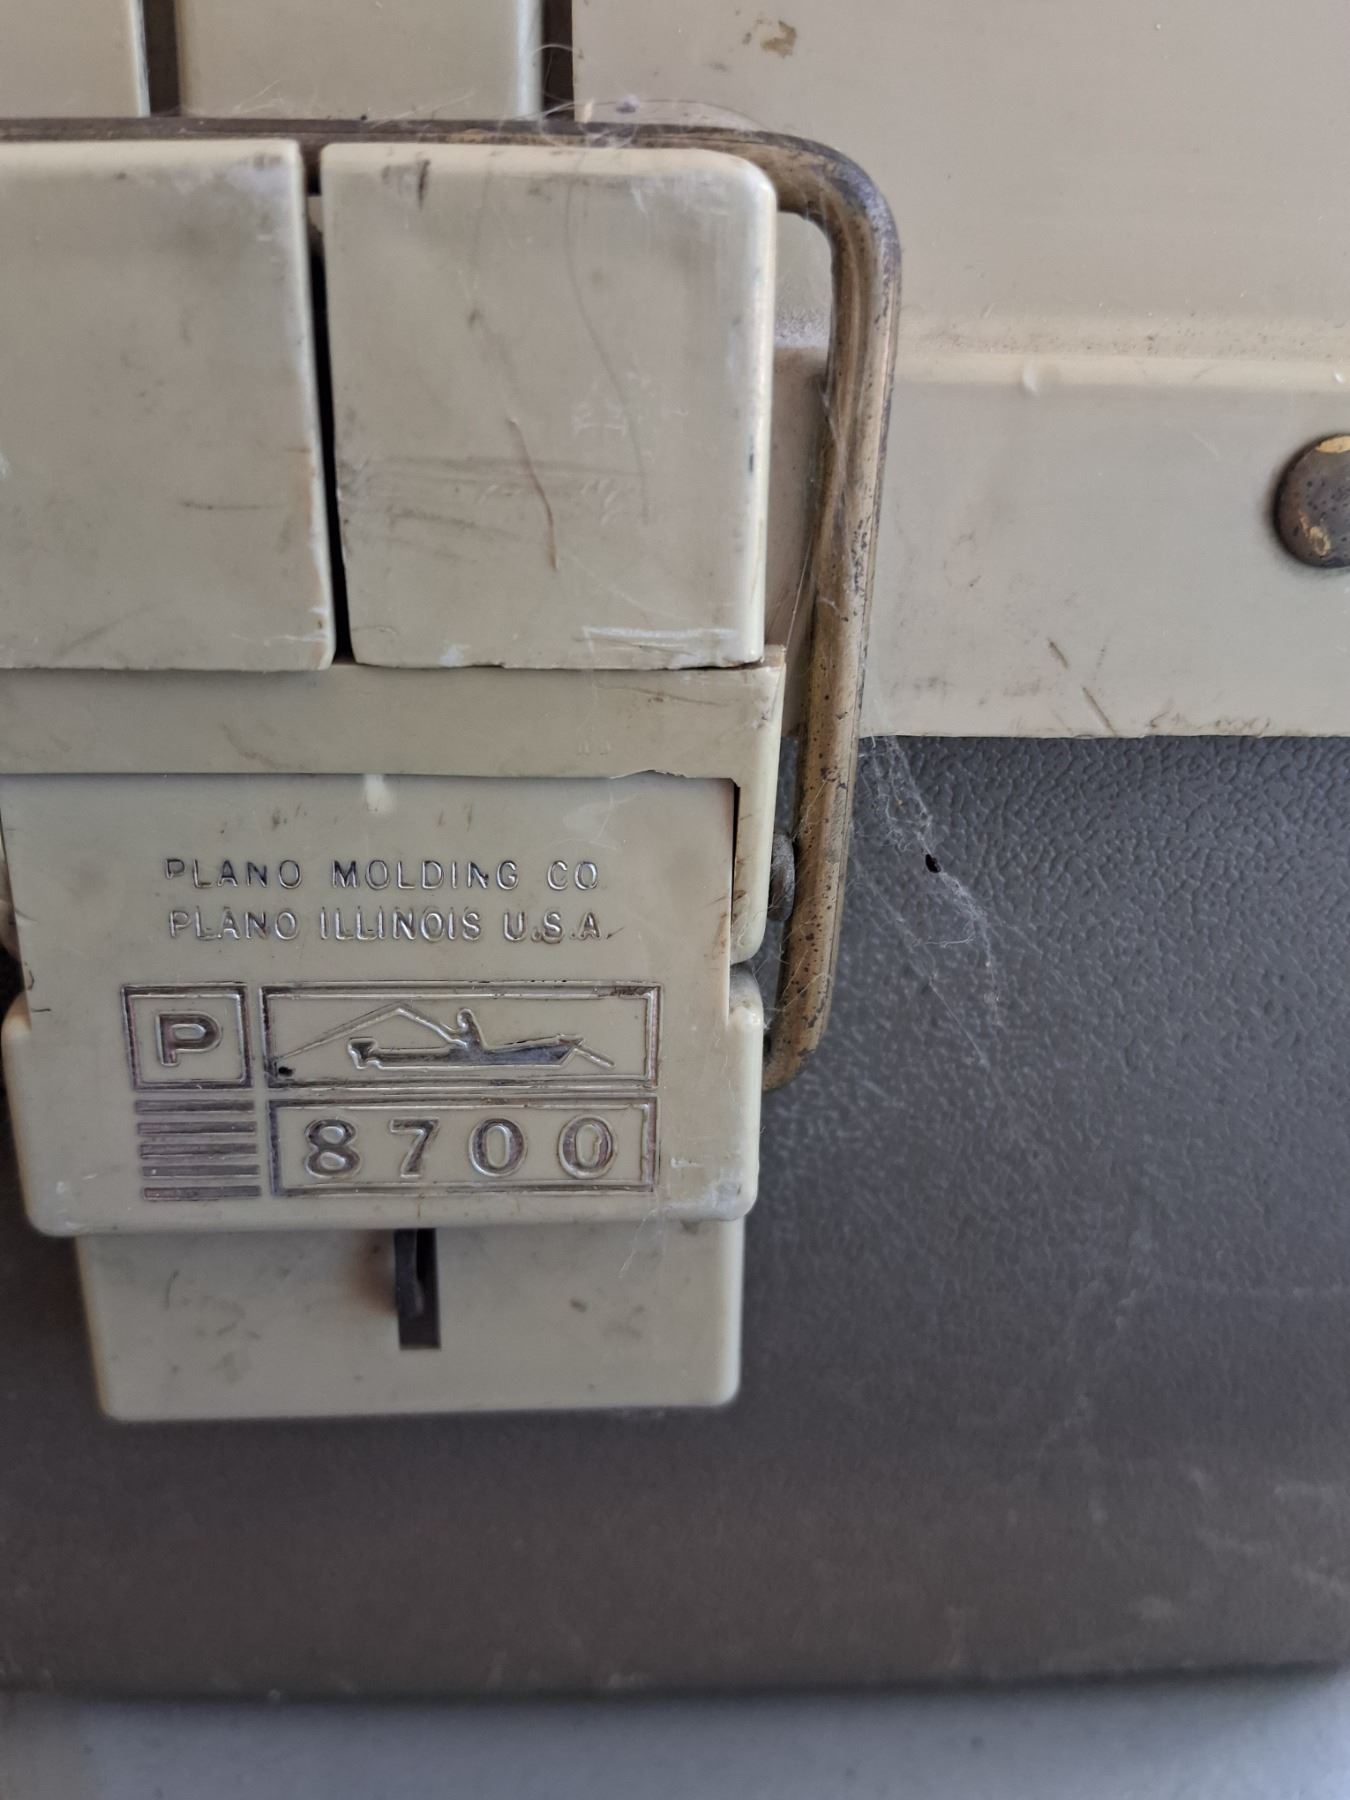 PLANO MOLDING CO
PLANO ILLINOIS U.S.A.
P
8700